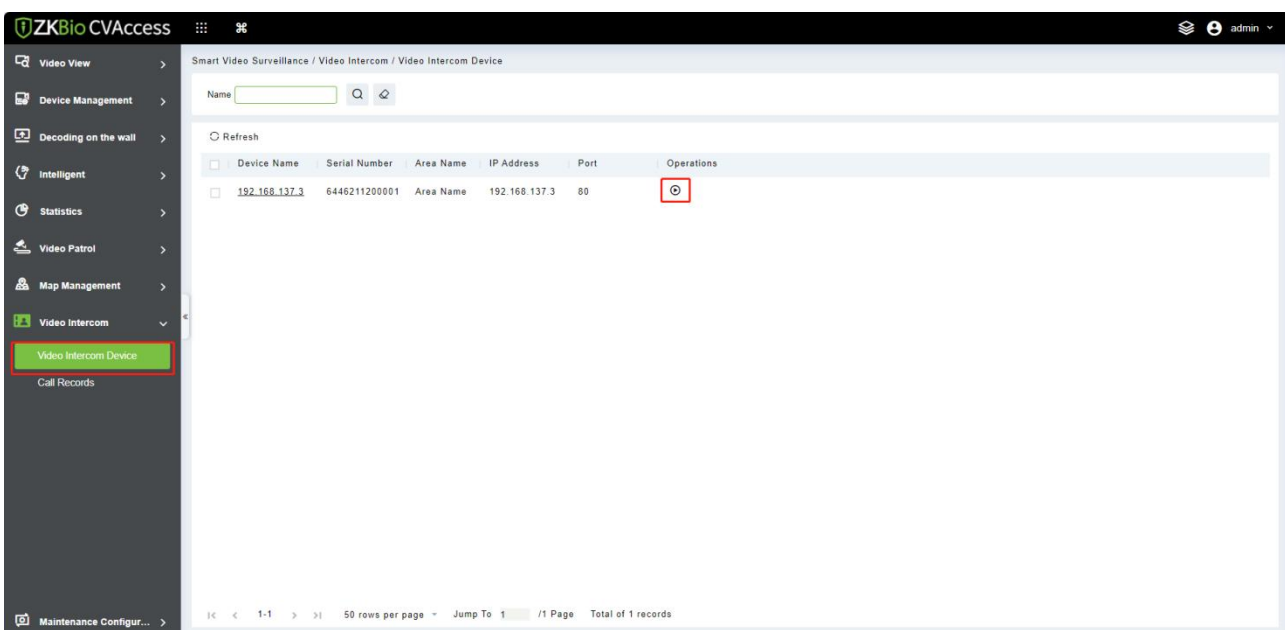 ZKBio CVAccess
admin
Video View
Device Management
Decoding on the wall
Intelligent
Statistics
Video Patrol
Map Management
Video Intercom
Video Intercom Device
Call Records
Maintenance Configur...
Smart Video Surveillance / Video Intercom / Video Intercom Device
Name
Refresh
Device Name Serial Number Area Name IP Address Port Operations
192.168.137.3 6446211200001 Area Name 192.168.137.3 80
1-1 50 rows per page Jump To 1 /1 Page Total of 1 records